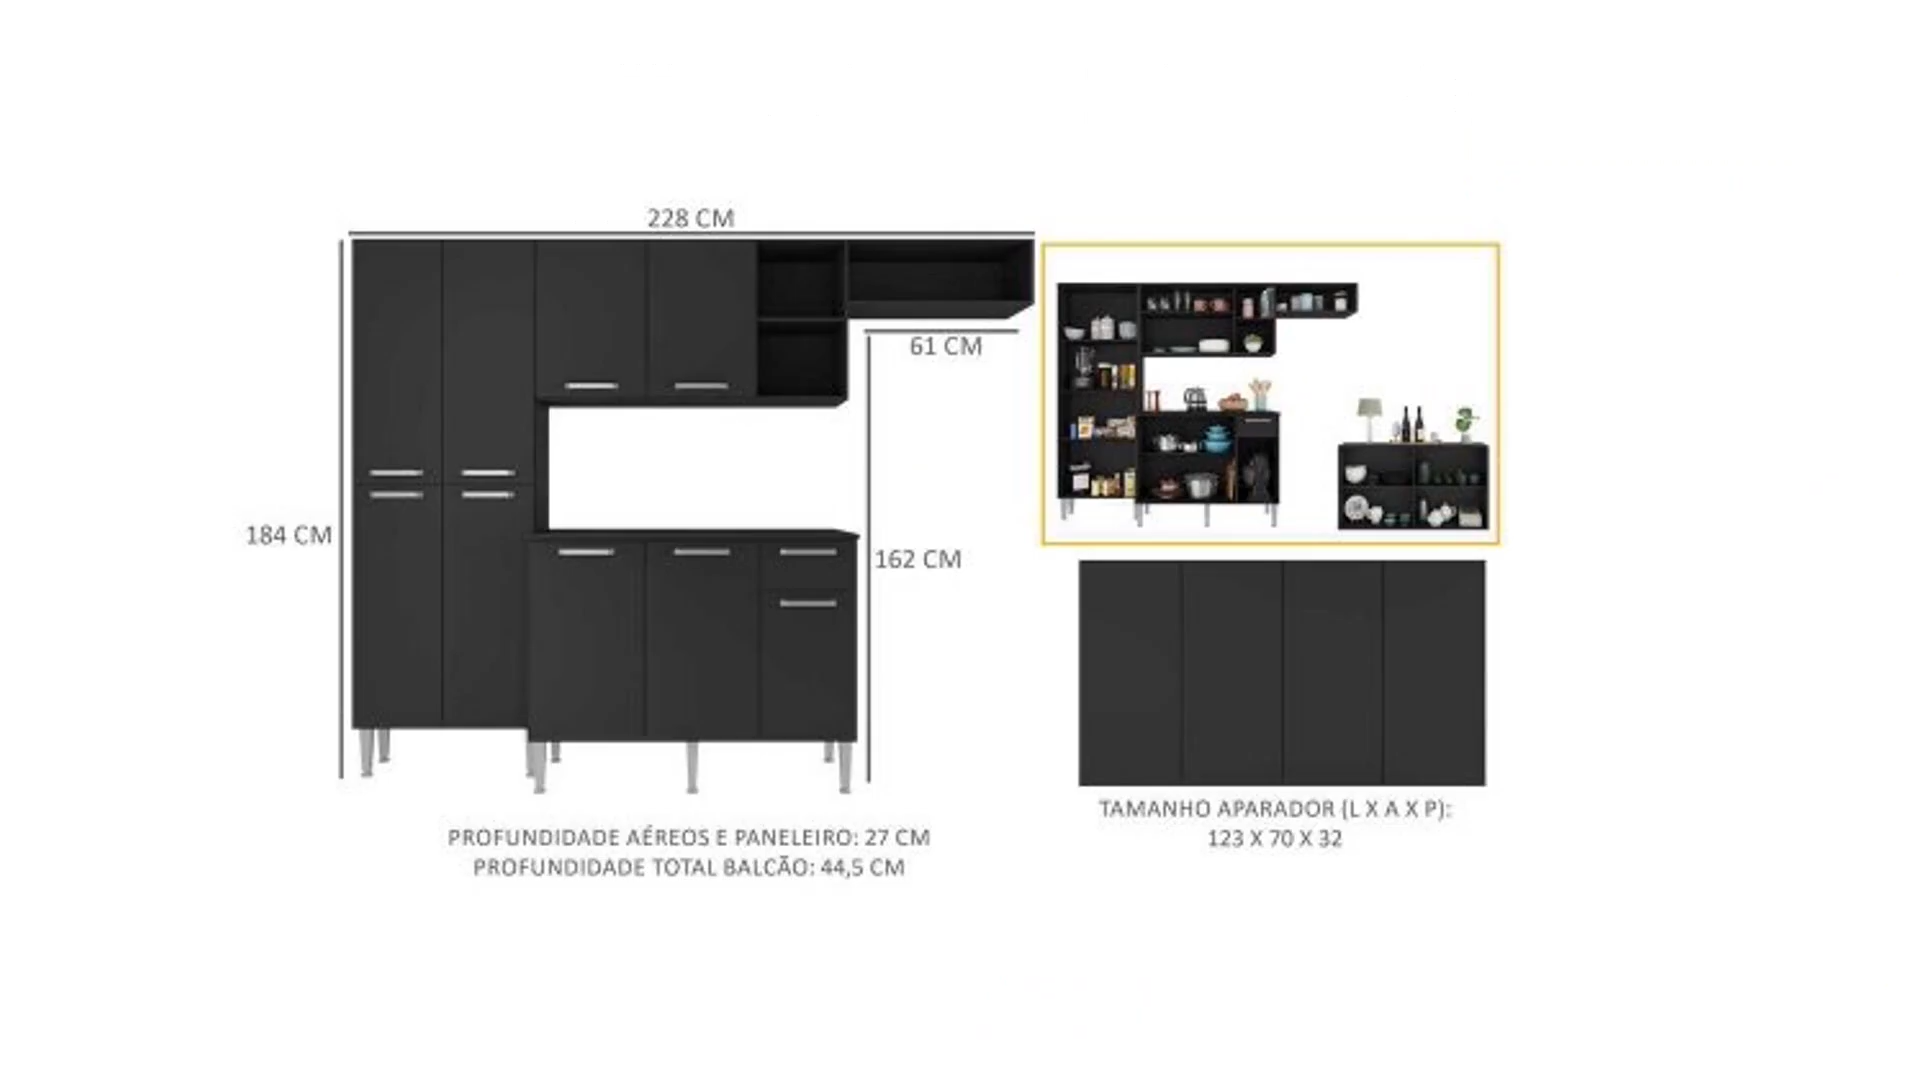 228 CM
61 CM
184 CM
162 CM
PROFUNDIDADE AÉREOS E PANELEIRO: 27 CM
PROFUNDIDADE TOTAL BALCÃO: 44,5 CM
TAMANHO APARADOR (L X A X P):
123 X 70 X 32